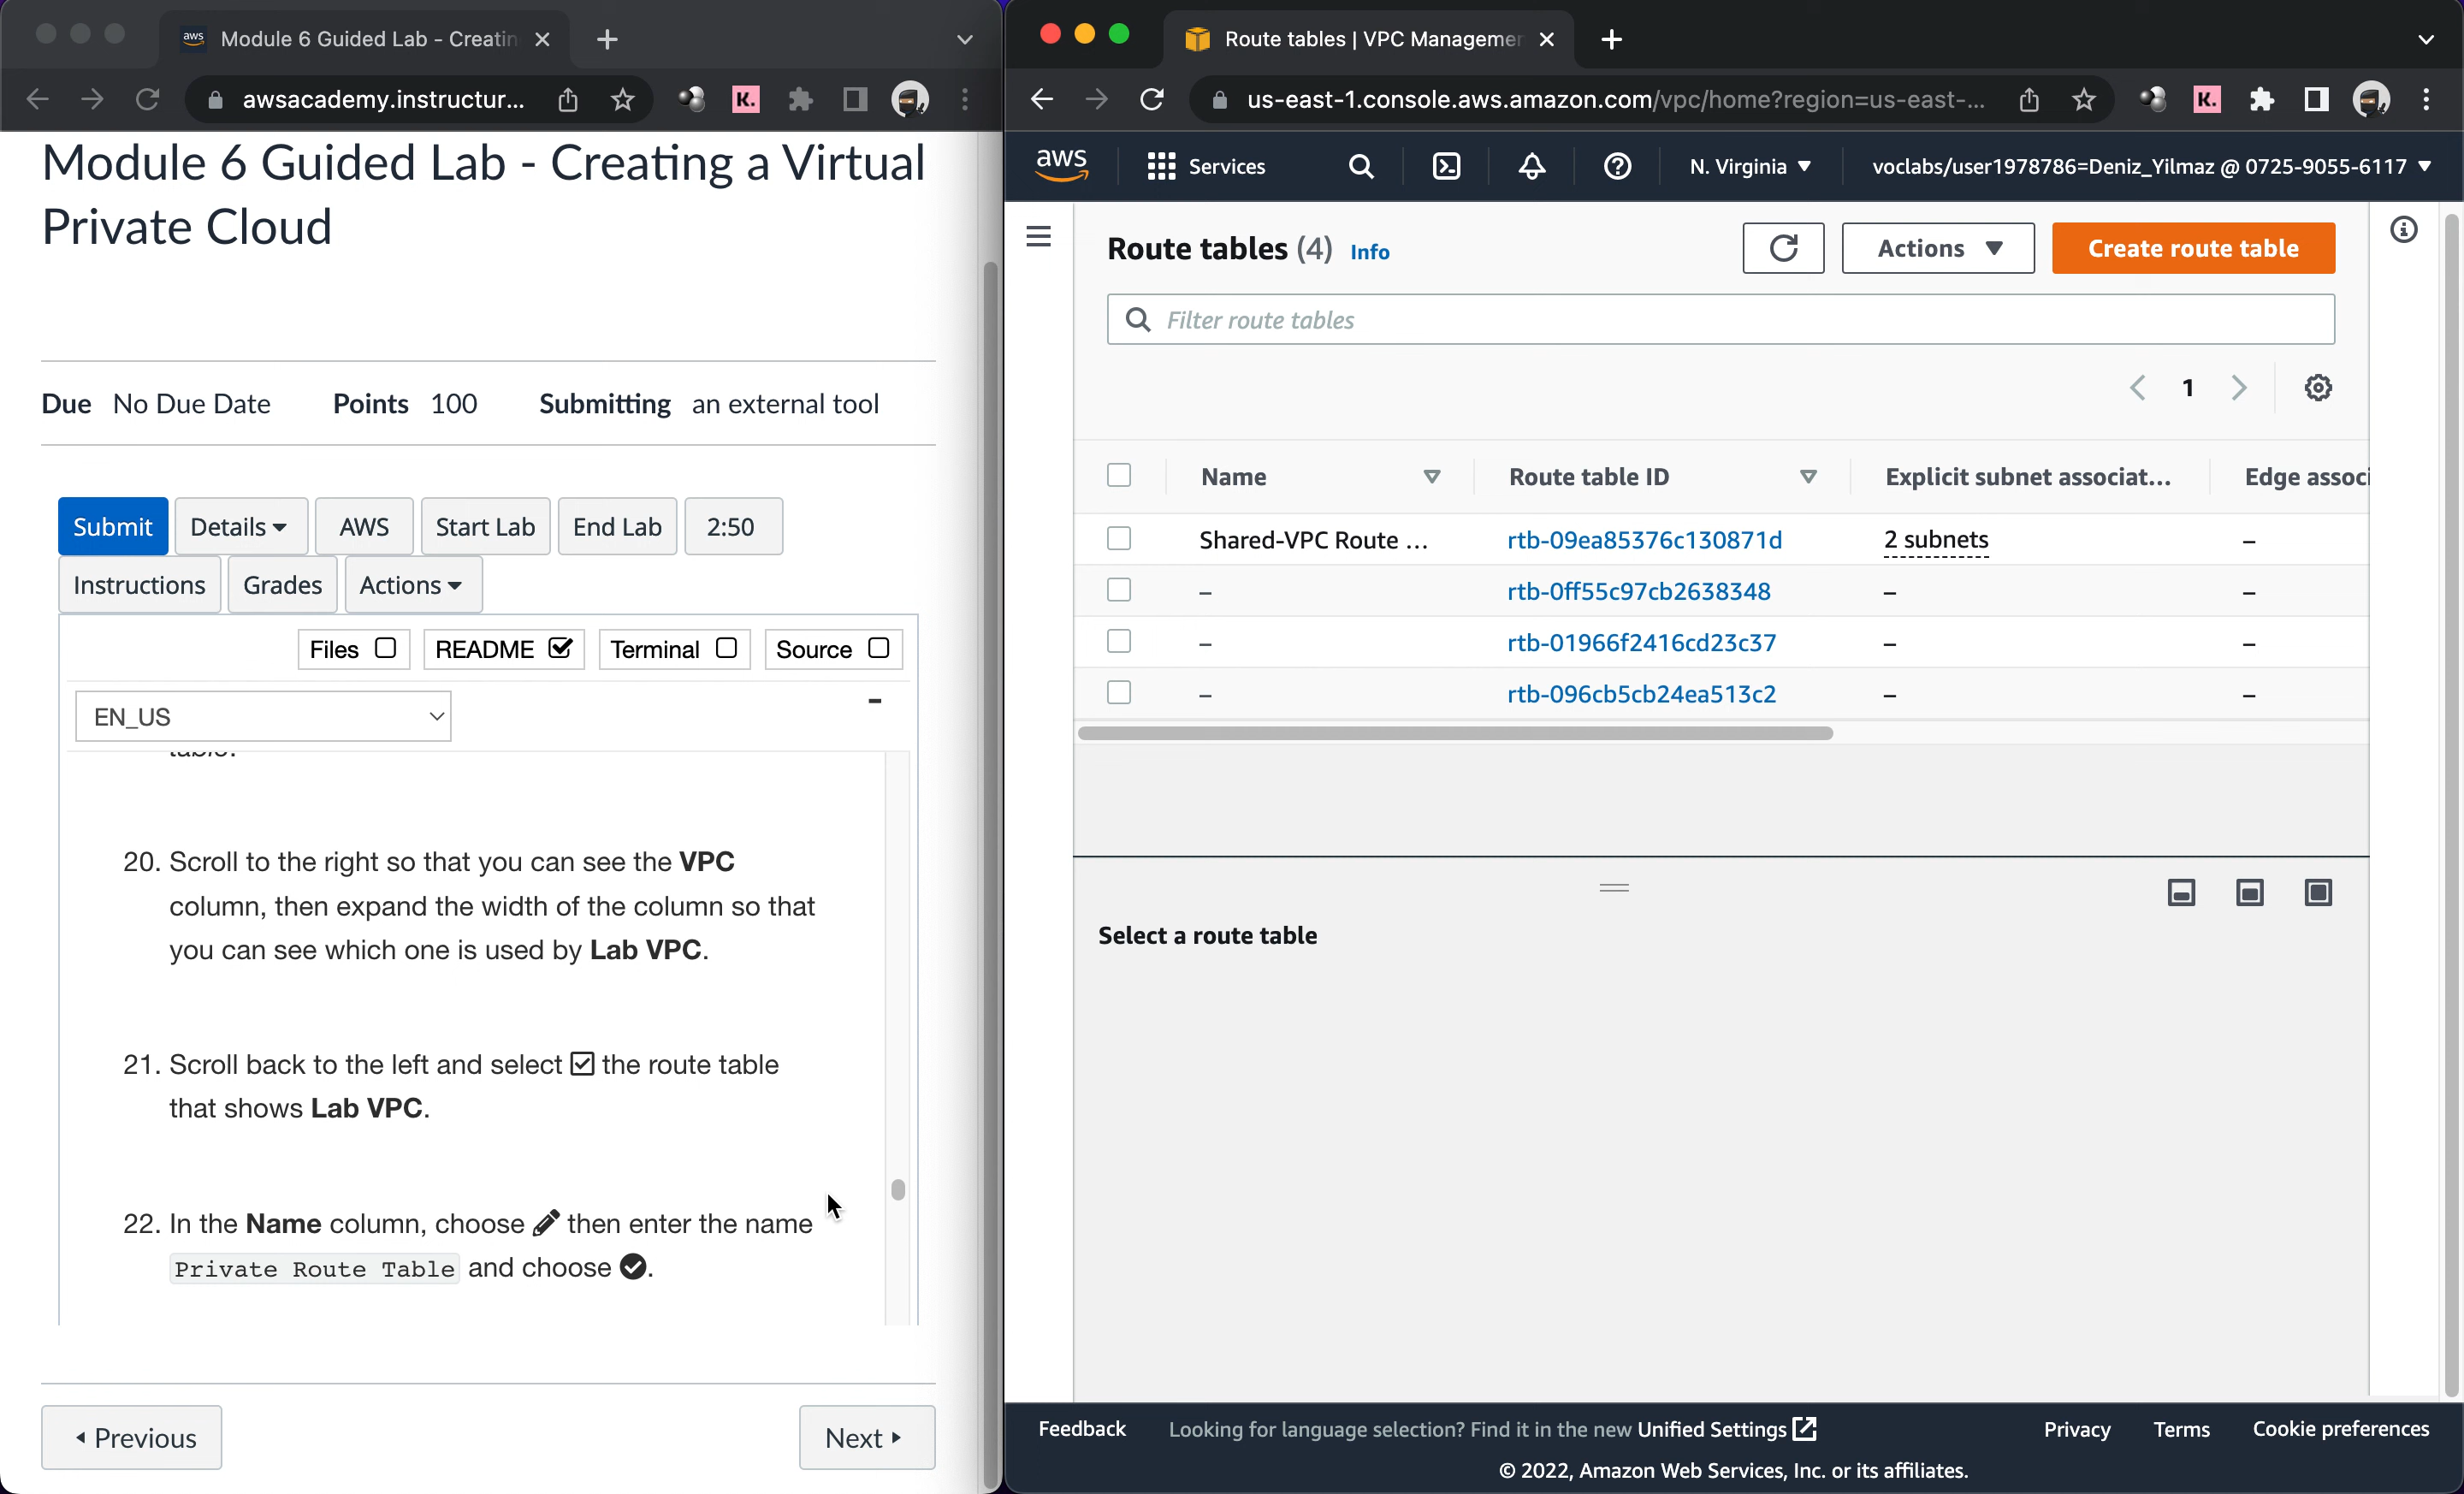 aws Module 6 Guided Lab - Creatin
awsacademy.instructur...
K.
Module 6 Guided Lab - Creating a Virtual
Private Cloud
Due No Due Date Points 100 Submitting an external tool
Submit Details AWS Start Lab End Lab 2:50
Instructions Grades Actions
Files README Terminal Source
EN_US
table.
20. Scroll to the right so that you can see the VPC
column, then expand the width of the column so that
you can see which one is used by Lab VPC.
21. Scroll back to the left and select the route table
that shows Lab VPC.
22. In the Name column, choose then enter the name
Private Route Table and choose .
Previous Next
Route tables | VPC Managemen
us-east-1.console.aws.amazon.com/vpc/home?region=us-east-...
K.
aws Services N. Virginia voclabs/user1978786=Deniz_Yilmaz @ 0725-9055-6117
Route tables (4) Info Actions Create route table
Filter route tables
1
Name Route table ID Explicit subnet associat... Edge associ
Shared-VPC Route ... rtb-09ea85376c130871d 2 subnets –
– rtb-0ff55c97cb2638348 – –
– rtb-01966f2416cd23c37 – –
– rtb-096cb5cb24ea513c2 – –
Select a route table
Feedback Looking for language selection? Find it in the new Unified Settings Privacy Terms Cookie preferences
© 2022, Amazon Web Services, Inc. or its affiliates.